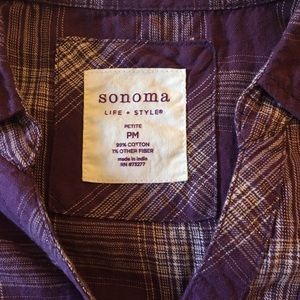 sonoma
LIFE + STYLE®
PETITE
PM
99% COTTON
1% OTHER FIBER
made in india
RN #73277